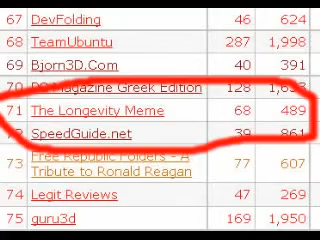 67 DevFolding 46 624
68 TeamUbuntu 287 1,998
69 Bjorn3D.Com 40 391
70 PC Magazine Greek Edition 128 1,633
71 The Longevity Meme 68 489
72 SpeedGuide.net 39 861
73 Free Republic Folders - A
Tribute to Ronald Reagan 77 607
74 Legit Reviews 47 269
75 guru3d 169 1,950